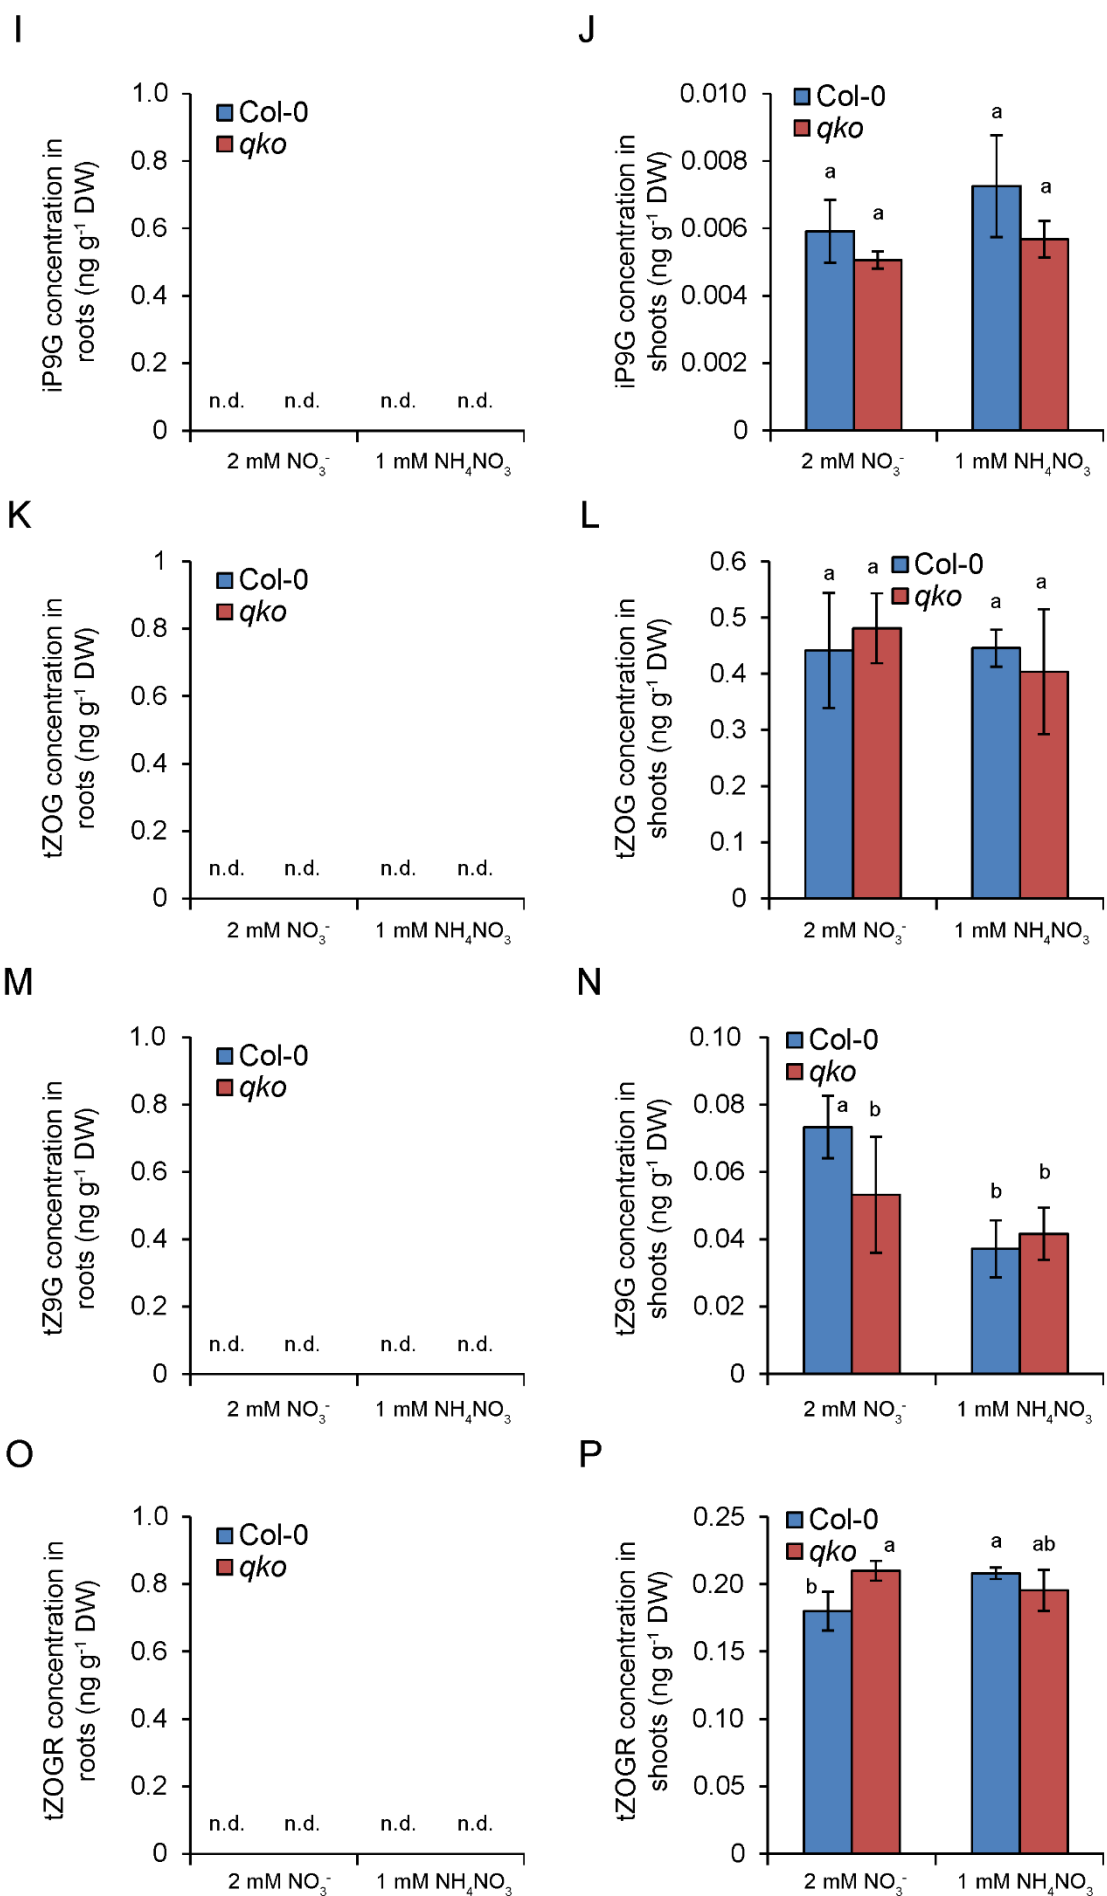 I
iP9G concentration in
roots (ng g⁻¹ DW)
1.0
0.8
0.6
0.4
0.2
0
Col-0
qko
n.d. n.d. n.d. n.d.
2 mM NO₃⁻ 1 mM NH₄NO₃
J
iP9G concentration in
shoots (ng g⁻¹ DW)
0.010
0.008
0.006
0.004
0.002
0
Col-0
qko
a a a a
2 mM NO₃⁻ 1 mM NH₄NO₃
K
tZOG concentration in
roots (ng g⁻¹ DW)
1
0.8
0.6
0.4
0.2
0
Col-0
qko
n.d. n.d. n.d. n.d.
2 mM NO₃⁻ 1 mM NH₄NO₃
L
tZOG concentration in
shoots (ng g⁻¹ DW)
0.6
0.5
0.4
0.3
0.2
0.1
0
Col-0
qko
a a a a
2 mM NO₃⁻ 1 mM NH₄NO₃
M
tZ9G concentration in
roots (ng g⁻¹ DW)
1.0
0.8
0.6
0.4
0.2
0
Col-0
qko
n.d. n.d. n.d. n.d.
2 mM NO₃⁻ 1 mM NH₄NO₃
N
tZ9G concentration in
shoots (ng g⁻¹ DW)
0.10
0.08
0.06
0.04
0.02
0
Col-0
qko
a b b b
2 mM NO₃⁻ 1 mM NH₄NO₃
O
tZOGR concentration in
roots (ng g⁻¹ DW)
1.0
0.8
0.6
0.4
0.2
0
Col-0
qko
n.d. n.d. n.d. n.d.
2 mM NO₃⁻ 1 mM NH₄NO₃
P
tZOGR concentration in
shoots (ng g⁻¹ DW)
0.25
0.20
0.15
0.10
0.05
0
Col-0
qko
b a a ab
2 mM NO₃⁻ 1 mM NH₄NO₃